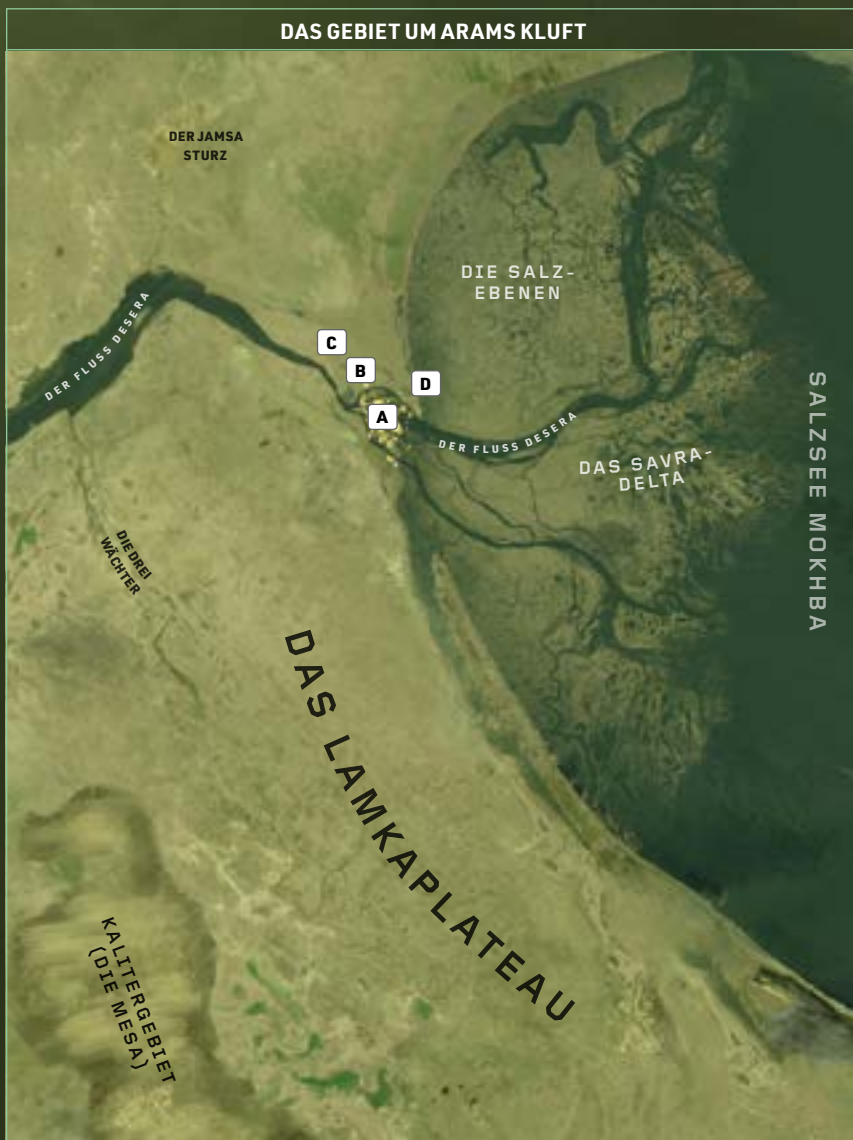 DAS GEBIET UM ARAMS KLUFT
DER JAMSA
STURZ
DIE SALZ-
EBENEN
DER FLUSS DESERA
C
B
D
A
DER FLUSS DESERA
DAS SAVRA-
DELTA
SALZSEE MOKHBA
DIE DREI
WÄCHTER
DAS LAMKAPLATEAU
KALITERGEBIET
(DIE MESA)